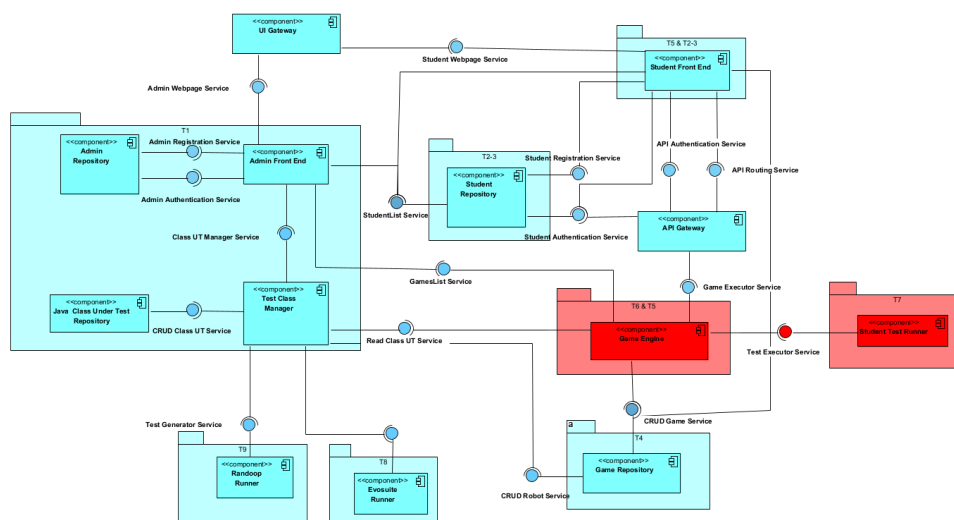 <<component>>
UI Gateway
T5 & T2-3
<<component>>
Student Front End
Student Webpage Service
Admin Webpage Service
T1
<<component>>
Admin
Repository
Admin Registration Service
<<component>>
Admin Front End
Admin Authentication Service
T2-3
<<component>>
Student
Repository
Student Registration Service
StudentList Service
Student Authentication Service
API Authentication Service
API Routing Service
<<component>>
API Gateway
Class UT Manager Service
GamesList Service
Game Executor Service
<<component>>
Java Class Under Test
Repository
CRUD Class UT Service
<<component>>
Test Class
Manager
Read Class UT Service
T6 & T5
<<component>>
Game Engine
Test Executor Service
T7
<<component>>
Student Test Runner
Test Generator Service
CRUD Game Service
T9
<<component>>
Randoop
Runner
T8
<<component>>
Evosuite
Runner
CRUD Robot Service
a
T4
<<component>>
Game Repository